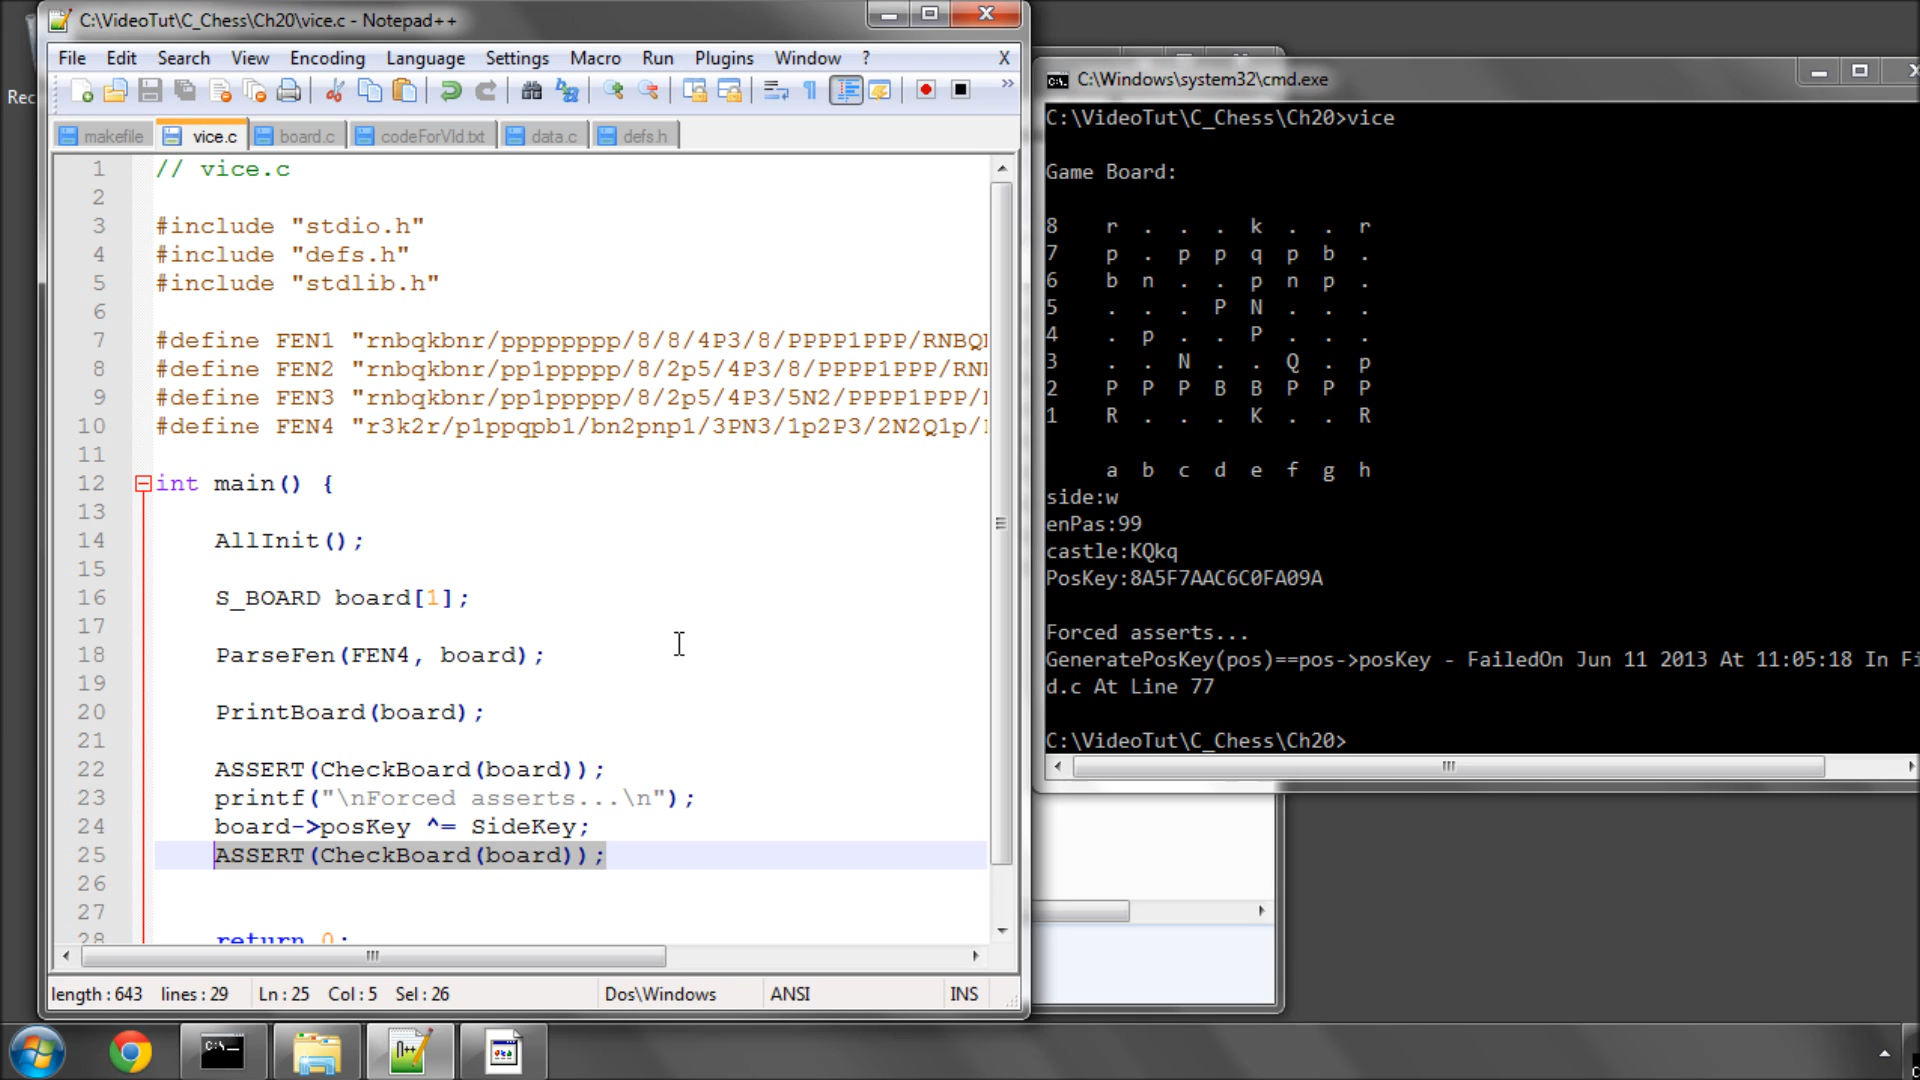 C:\VideoTut\C_Chess\Ch20\vice.c - Notepad++
File Edit Search View Encoding Language Settings Macro Run Plugins Window ? X
makefile vice.c board.c codeForVid.txt data.c defs.h
1 // vice.c
2
3 #include "stdio.h"
4 #include "defs.h"
5 #include "stdlib.h"
6
7 #define FEN1 "rnbqkbnr/pppppppp/8/8/4P3/8/PPPP1PPP/RNBQ
8 #define FEN2 "rnbqkbnr/pp1ppppp/8/2p5/4P3/8/PPPP1PPP/RN
9 #define FEN3 "rnbqkbnr/pp1ppppp/8/2p5/4P3/5N2/PPPP1PPP/
10 #define FEN4 "r3k2r/p1ppqpb1/bn2pnp1/3PN3/1p2P3/2N2Q1p/
11
12 int main() {
13
14 AllInit();
15
16 S_BOARD board[1];
17
18 ParseFen(FEN4, board);
19
20 PrintBoard(board);
21
22 ASSERT(CheckBoard(board));
23 printf("\nForced asserts...\n");
24 board->posKey ^= SideKey;
25 ASSERT(CheckBoard(board));
26
27
28 return 0;
length : 643 lines : 29 Ln : 25 Col : 5 Sel : 26 Dos\Windows ANSI INS
Rec
C:\Windows\system32\cmd.exe
C:\VideoTut\C_Chess\Ch20>vice
Game Board:
8 r . . . k . . r
7 p . p p q p b .
6 b n . . p n p .
5 . . . P N . . .
4 . p . . P . . .
3 . . N . . Q . p
2 P P P B B P P P
1 R . . . K . . R
a b c d e f g h
side:w
enPas:99
castle:KQkq
PosKey:8A5F7AAC6C0FA09A
Forced asserts...
GeneratePosKey(pos)==pos->posKey - FailedOn Jun 11 2013 At 11:05:18 In Fi
d.c At Line 77
C:\VideoTut\C_Chess\Ch20>